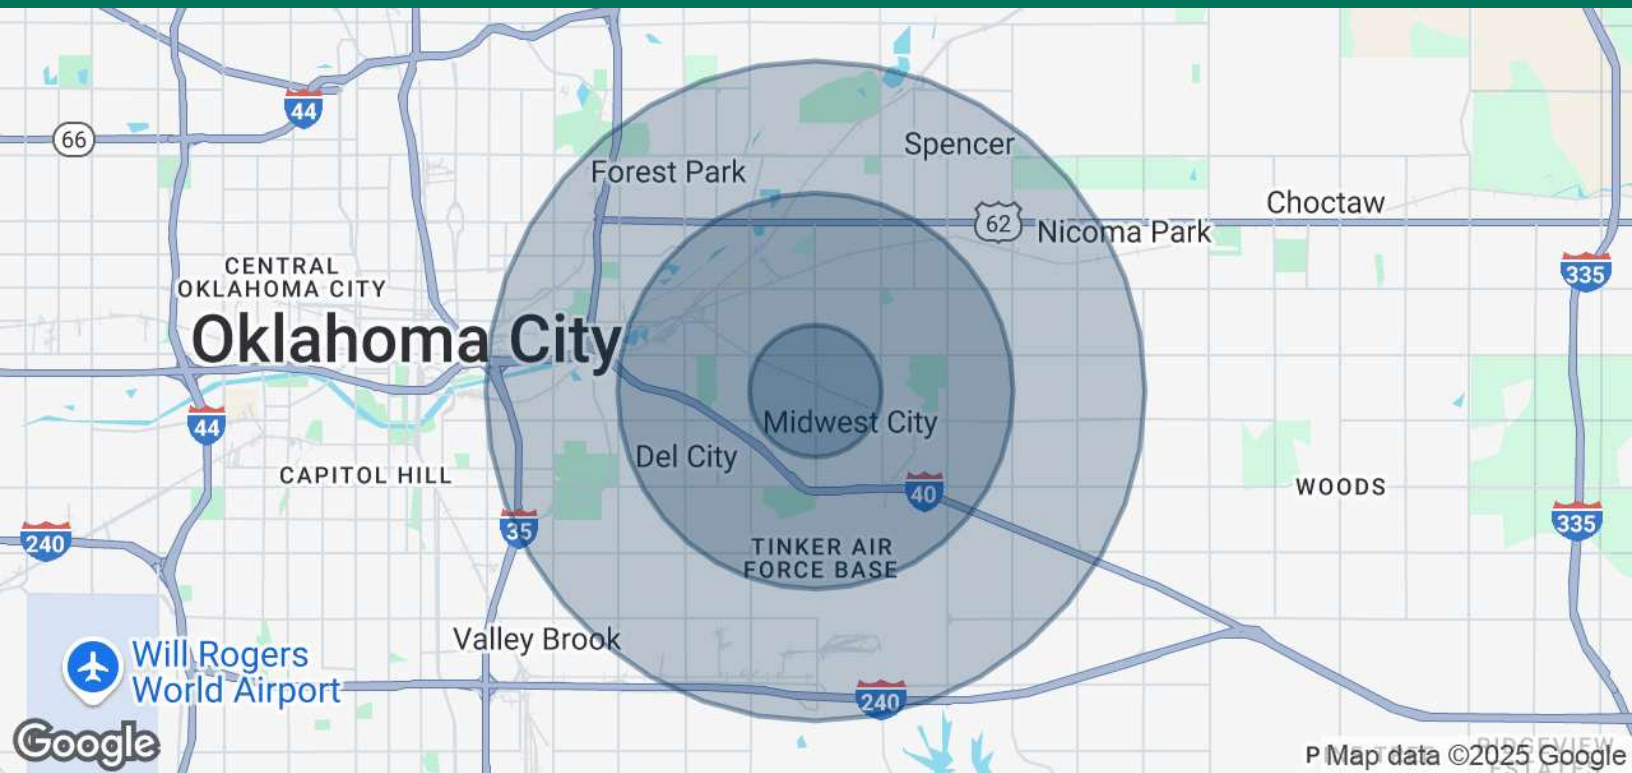 44
66
Spencer
Forest Park
Choctaw
62
Nicoma Park
CENTRAL
OKLAHOMA CITY
335
Oklahoma City
44
Midwest City
Del City
CAPITOL HILL
40
WOODS
35
335
240
TINKER AIR
FORCE BASE
Valley Brook
Will Rogers
World Airport
240
Google
Map data ©2025 Google